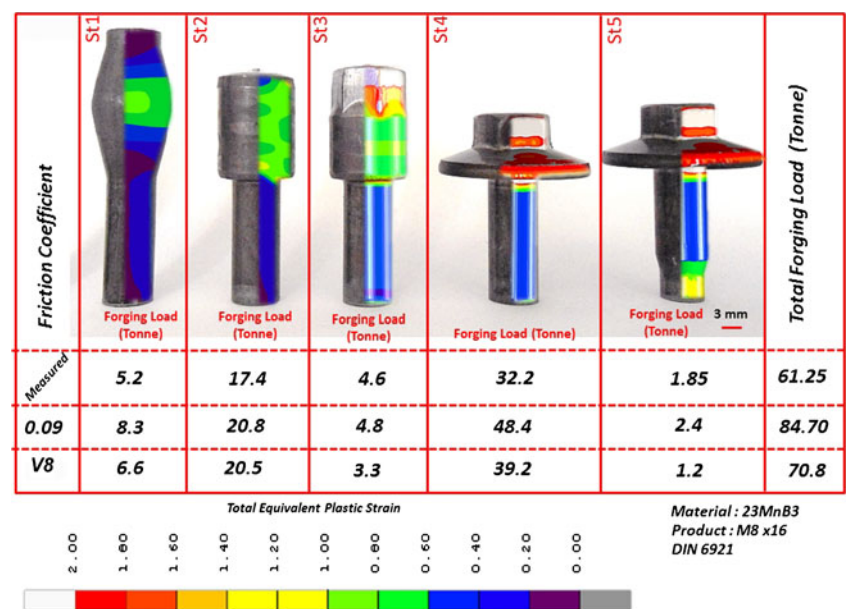 St1 St2 St3 St4 St5
Friction Coefficient
Total Forging Load (Tonne)
Forging Load (Tonne)
Forging Load (Tonne)
Forging Load (Tonne)
Forging Load (Tonne)
Forging Load (Tonne)
3 mm
Measured 5.2 17.4 4.6 32.2 1.85 61.25
0.09 8.3 20.8 4.8 48.4 2.4 84.70
V8 6.6 20.5 3.3 39.2 1.2 70.8
Total Equivalent Plastic Strain
Material : 23MnB3
Product : M8 x16
DIN 6921
2.00 1.80 1.60 1.40 1.20 1.00 0.80 0.60 0.40 0.20 0.00